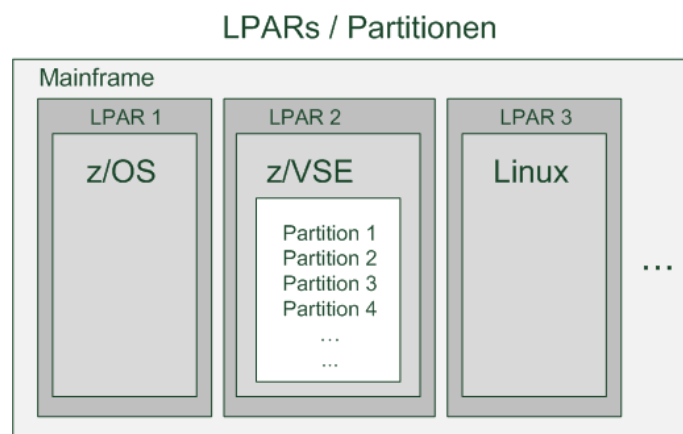 LPARs / Partitionen
Mainframe
LPAR 1
z/OS
LPAR 2
z/VSE
Partition 1
Partition 2
Partition 3
Partition 4
...
...
LPAR 3
Linux
...